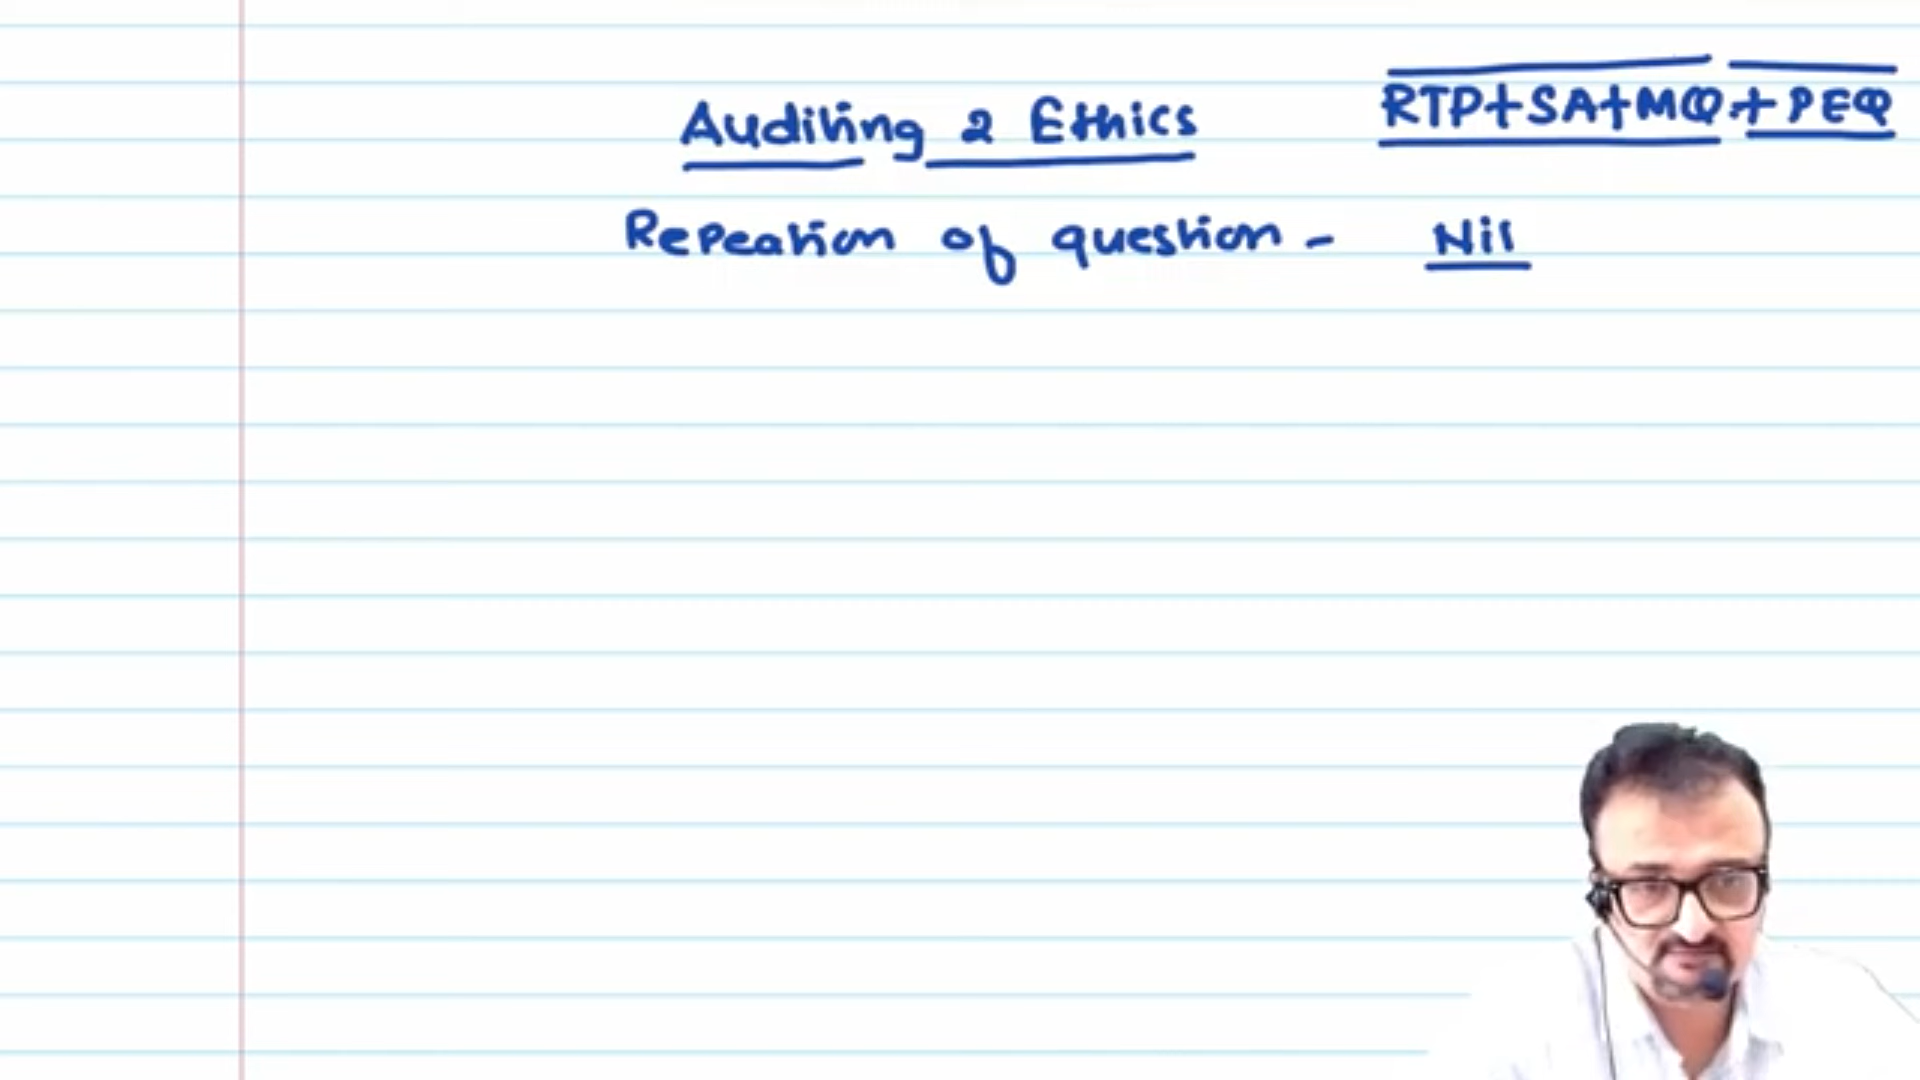 Auditing & Ethics
RTP+SA+MQ.+PEQ
Repeation of question - Nil